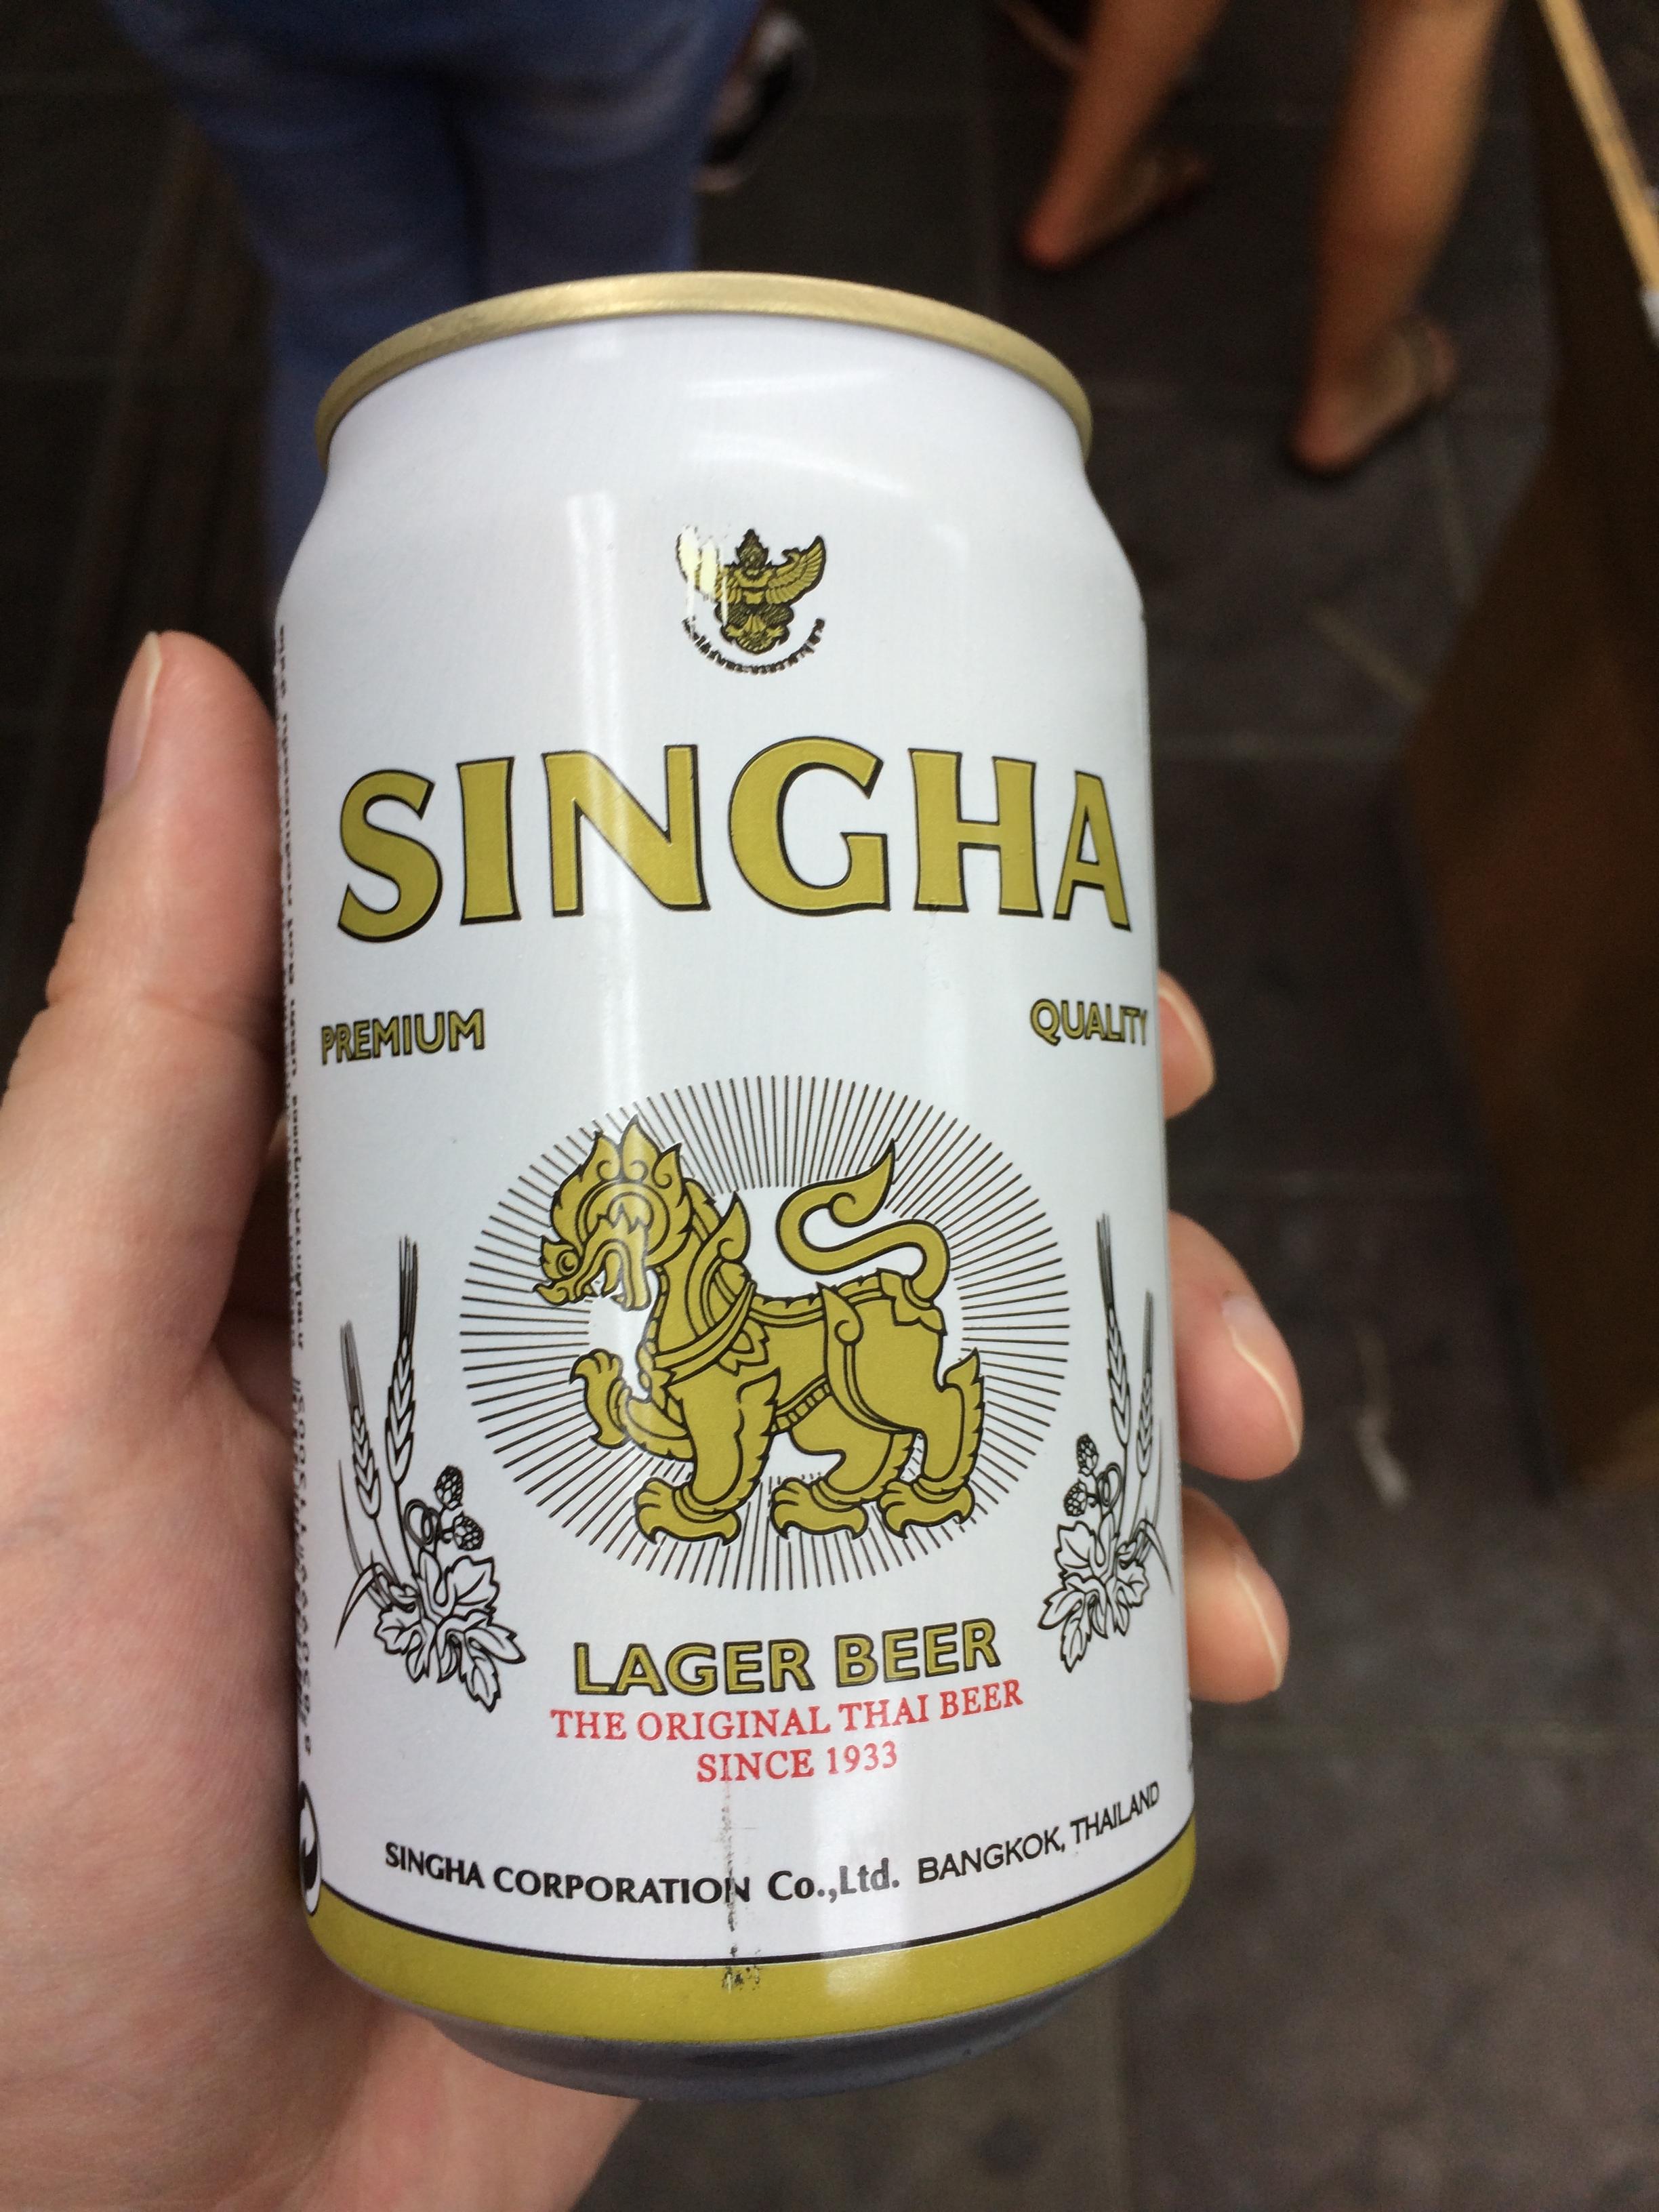 SINGHA
PREMIUM QUALITY
LAGER BEER
THE ORIGINAL THAI BEER
SINCE 1933
SINGHA CORPORATION Co.,Ltd. BANGKOK, THAILAND